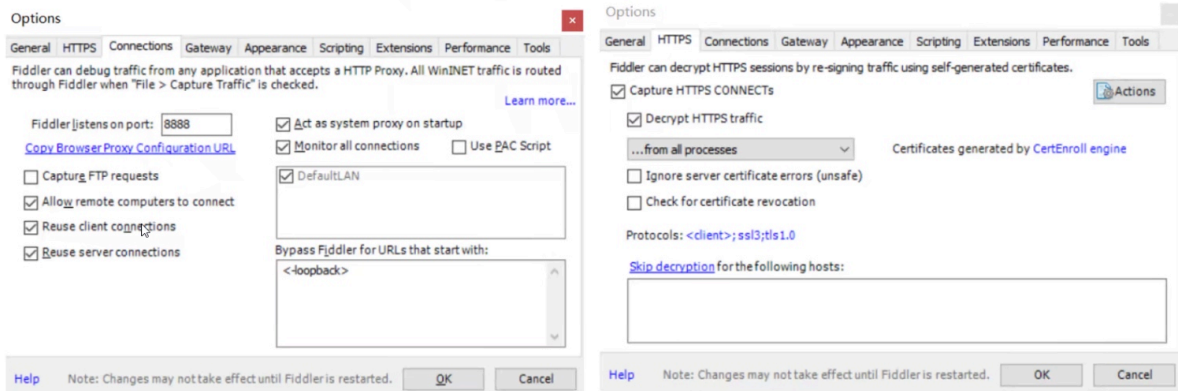 Options
General HTTPS Connections Gateway Appearance Scripting Extensions Performance Tools
Fiddler can debug traffic from any application that accepts a HTTP Proxy. All WinINET traffic is routed
through Fiddler when "File > Capture Traffic" is checked.
Learn more...
Fiddler listens on port: 8888
Copy Browser Proxy Configuration URL
Capture FTP requests
Allow remote computers to connect
Reuse client connections
Reuse server connections
Act as system proxy on startup
Monitor all connections Use PAC Script
DefaultLAN
Bypass Fiddler for URLs that start with:
<-loopback>
Help Note: Changes may not take effect until Fiddler is restarted. OK Cancel
Options
General HTTPS Connections Gateway Appearance Scripting Extensions Performance Tools
Fiddler can decrypt HTTPS sessions by re-signing traffic using self-generated certificates.
Capture HTTPS CONNECTs Actions
Decrypt HTTPS traffic
...from all processes Certificates generated by CertEnroll engine
Ignore server certificate errors (unsafe)
Check for certificate revocation
Protocols: <client>;ssl3;tls1.0
Skip decryption for the following hosts:
Help Note: Changes may not take effect until Fiddler is restarted. OK Cancel